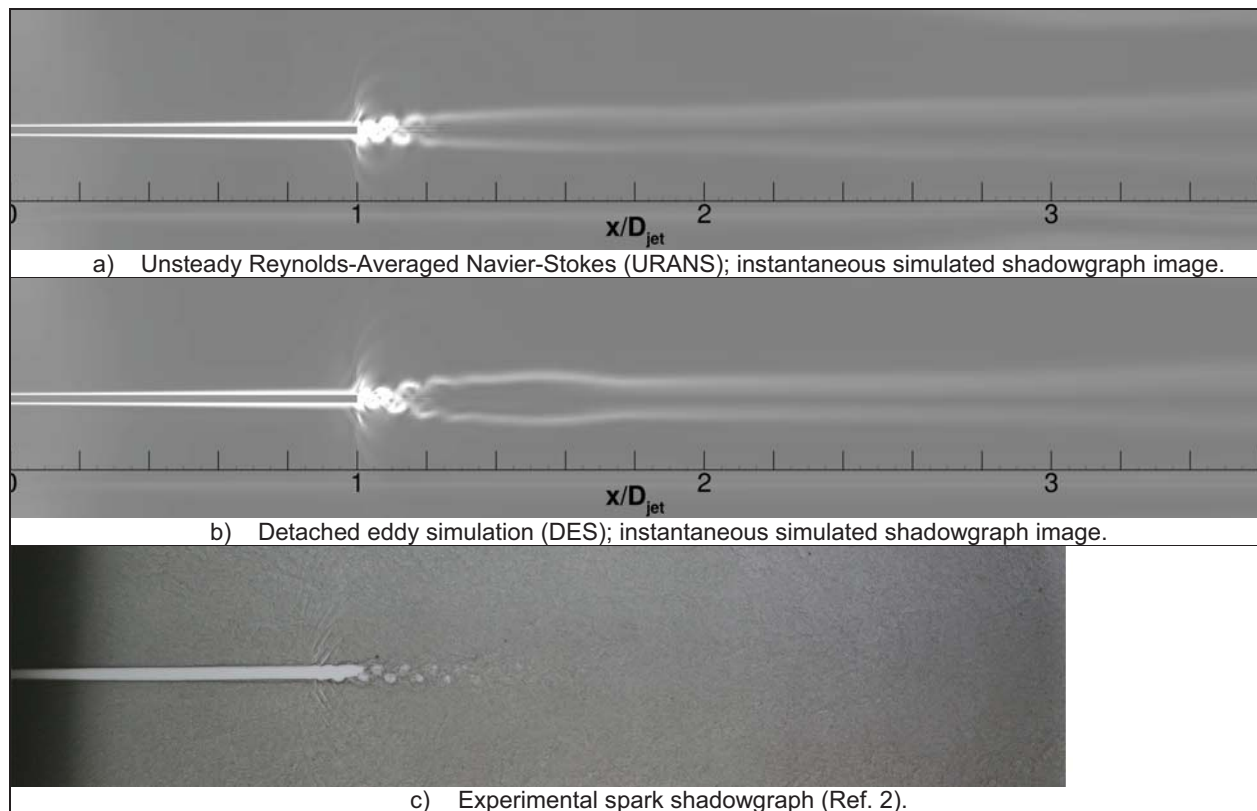 0 1 2 3
x/Djet
a) Unsteady Reynolds-Averaged Navier-Stokes (URANS); instantaneous simulated shadowgraph image.
0 1 2 3
x/Djet
b) Detached eddy simulation (DES); instantaneous simulated shadowgraph image.
c) Experimental spark shadowgraph (Ref. 2).